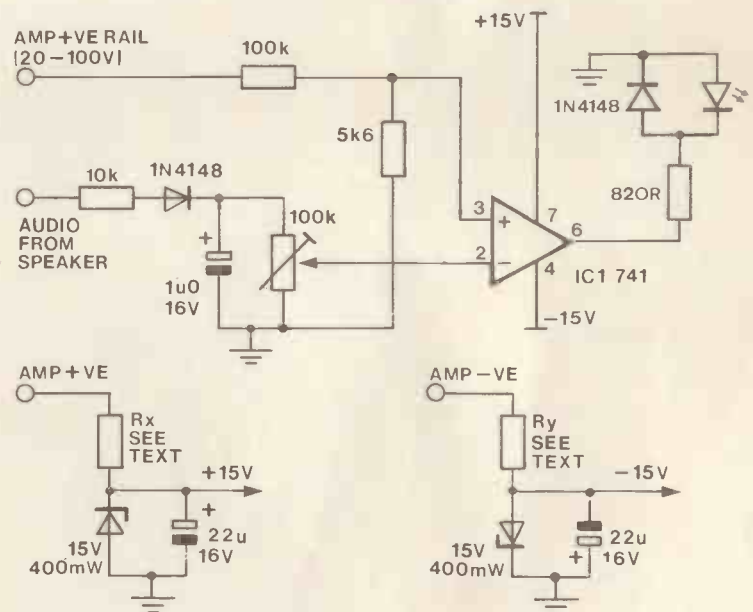 AMP+VE RAIL
(20-100V)
100k
+15V
1N4148
5k6
10k
1N4148
820R
AUDIO
FROM
SPEAKER
+
100k
1u0
16V
3
+
7
6
2
−
4
IC1 741
−15V
AMP+VE
Rx
SEE
TEXT
+15V
+
22u
16V
15V
400mW
AMP−VE
Ry
SEE
TEXT
−15V
22u
+ 16V
15V
400mW